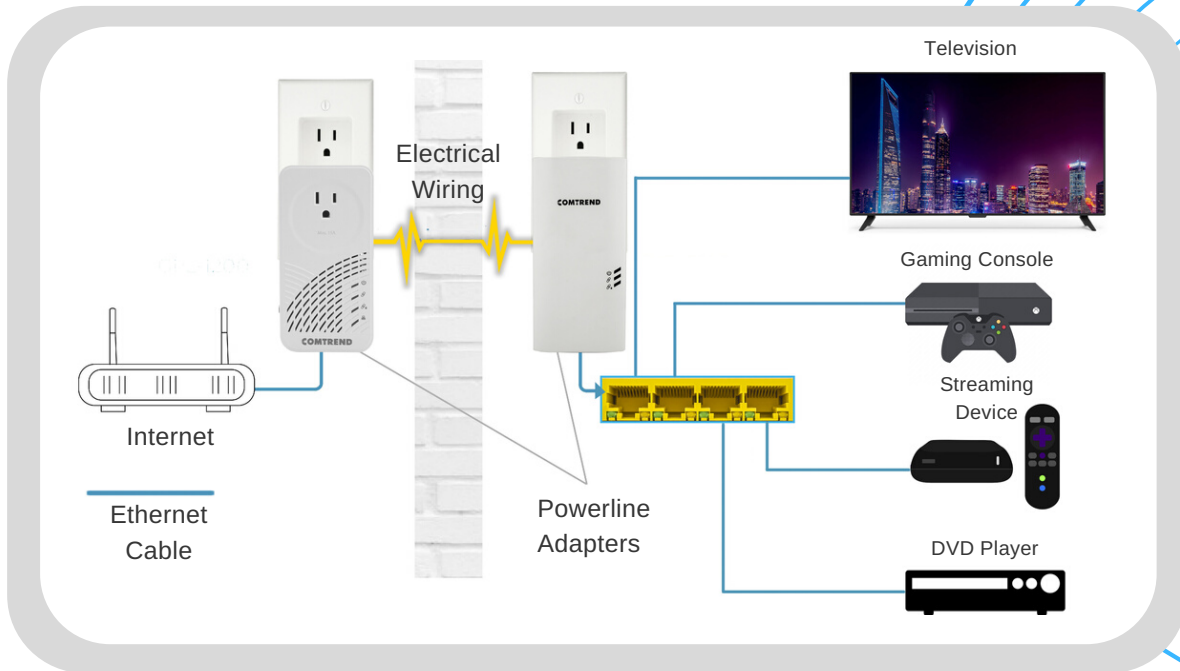 Television
Electrical
Wiring
COMTREND
Gaming Console
COMTREND
Streaming
Device
Internet
Ethernet
Cable
Powerline
Adapters
DVD Player